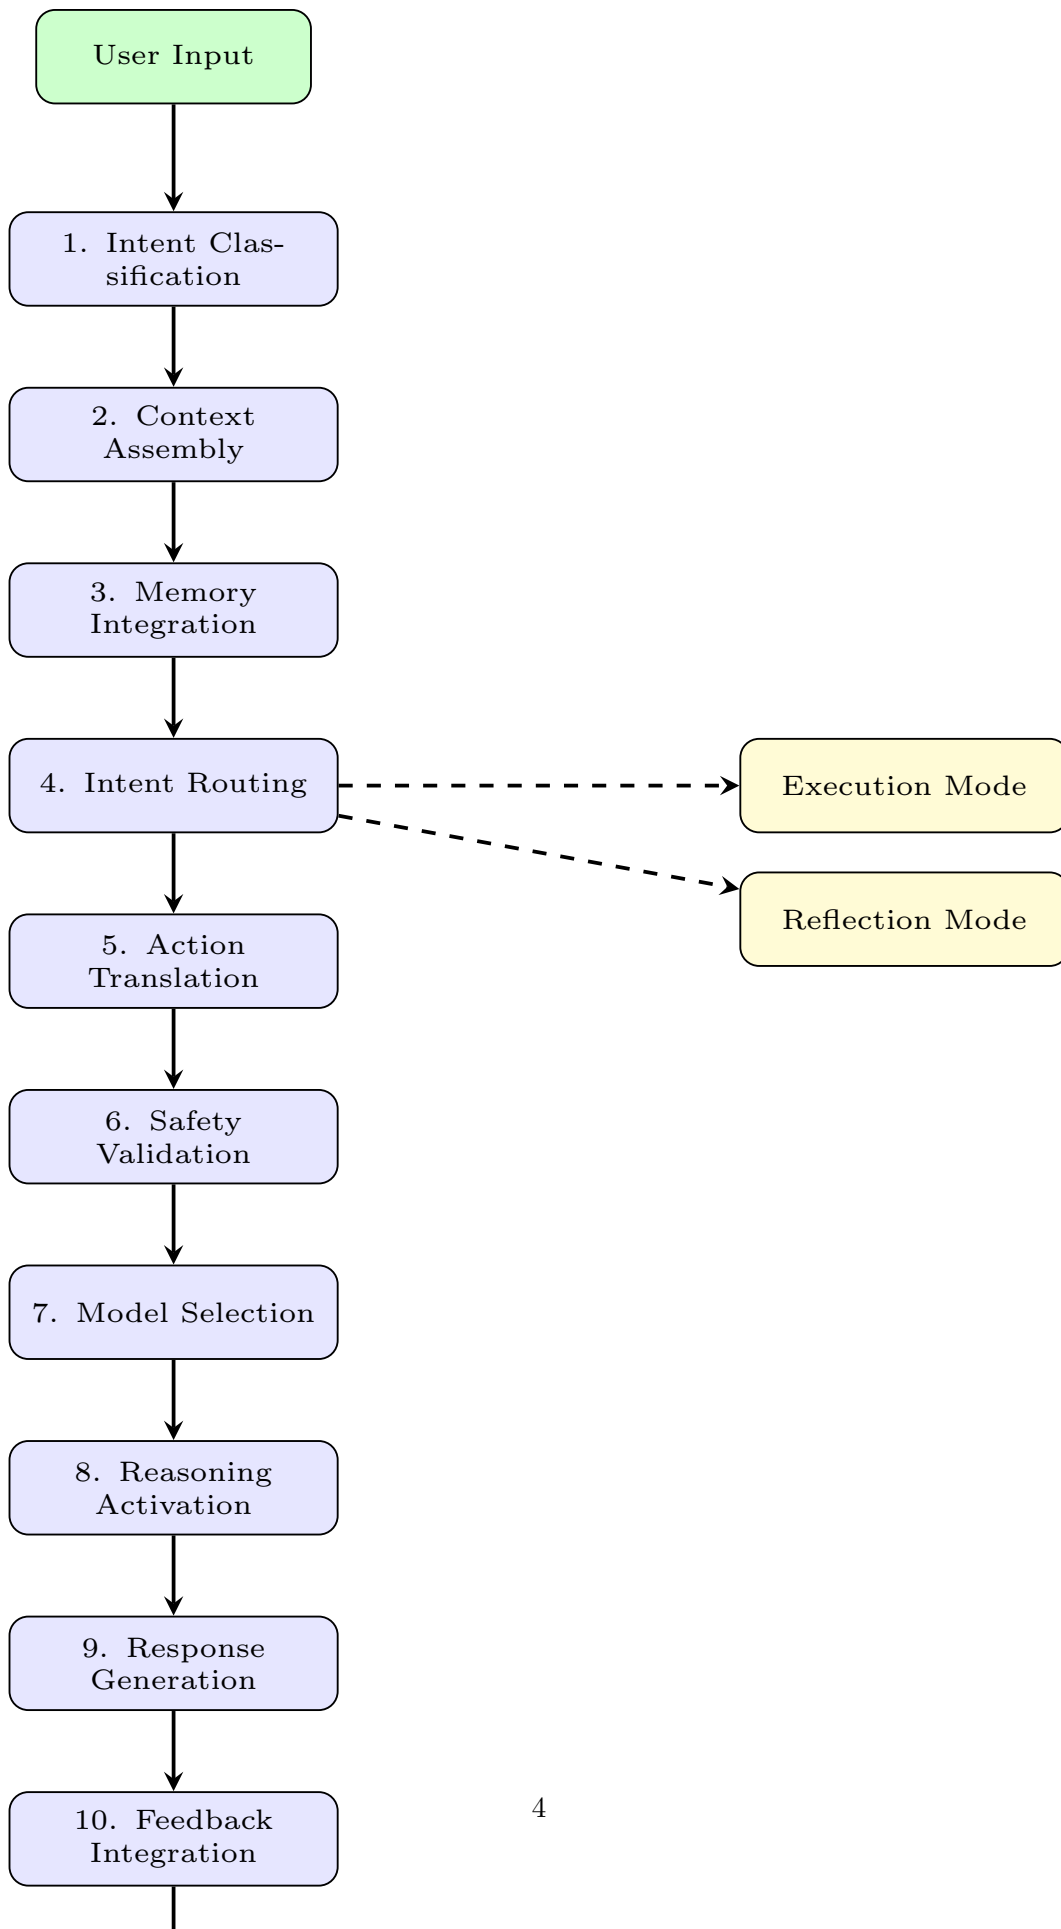 User Input
1. Intent Clas-
sification
2. Context
Assembly
3. Memory
Integration
4. Intent Routing
Execution Mode
Reflection Mode
5. Action
Translation
6. Safety
Validation
7. Model Selection
8. Reasoning
Activation
9. Response
Generation
10. Feedback
Integration
4